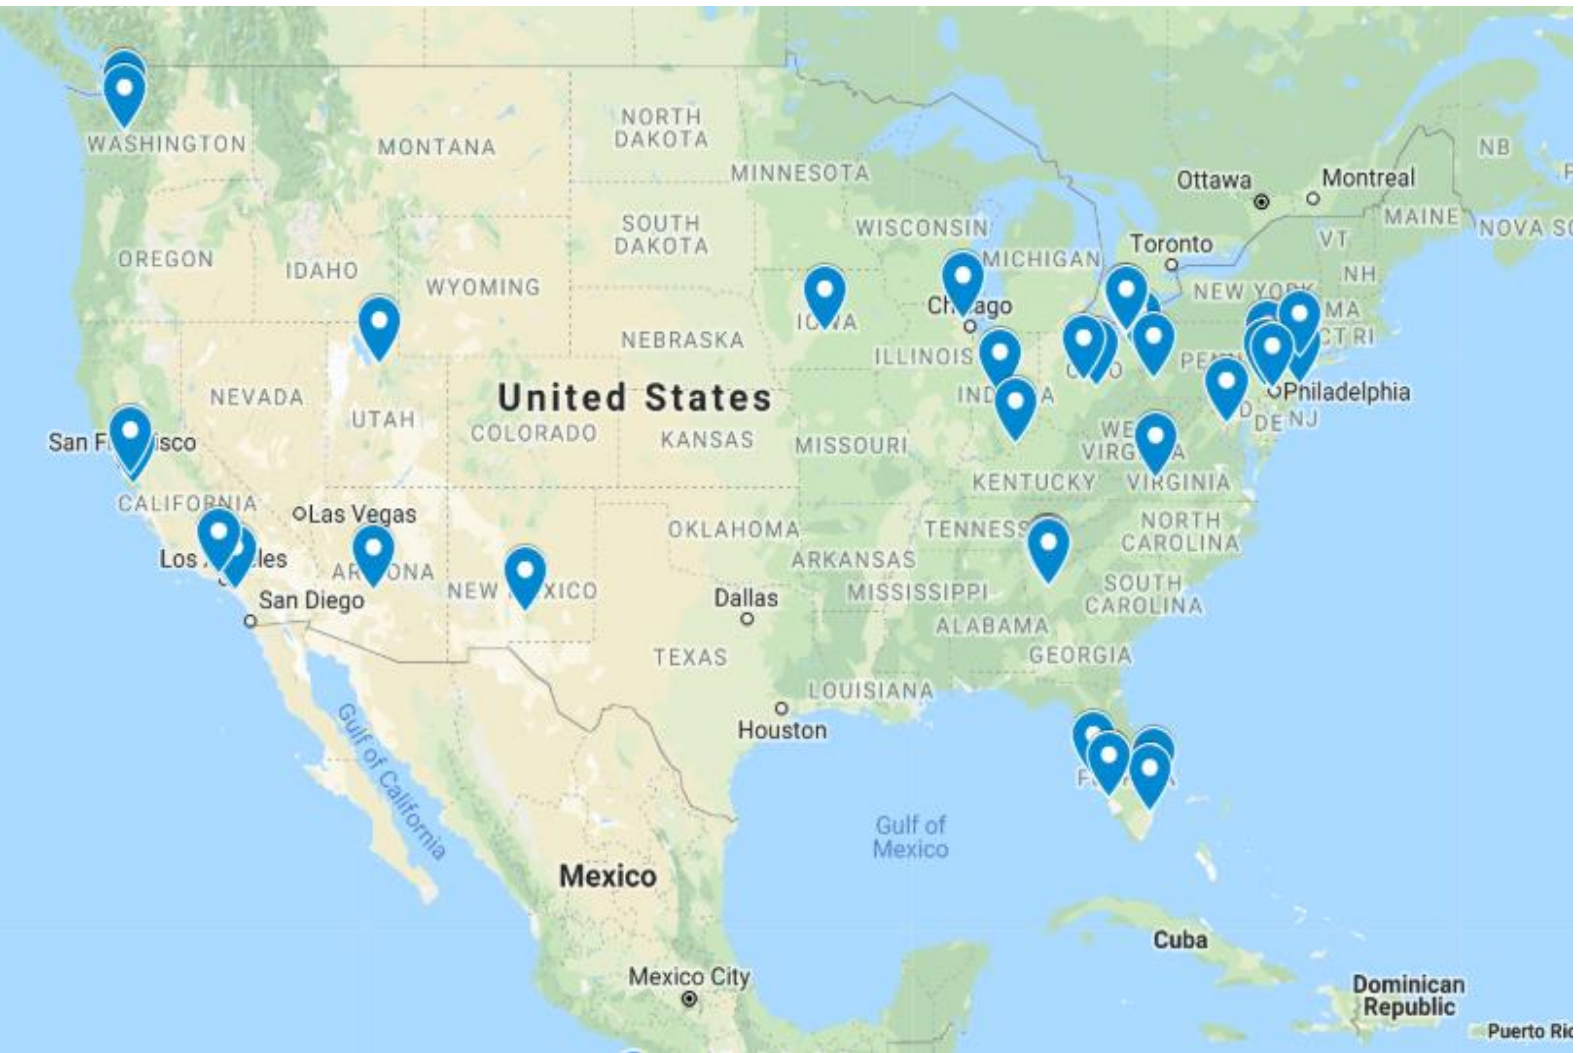 WASHINGTON
MONTANA
NORTH
DAKOTA
MINNESOTA
Ottawa
Montreal
NB
MAINE
NOVA SC
OREGON
IDAHO
WYOMING
SOUTH
DAKOTA
WISCONSIN
MICHIGAN
Toronto
VT
NH
NEW YORK
MA
CT RI
NEBRASKA
ILLINOIS
NEVADA
UTAH
COLORADO
United States
KANSAS
MISSOURI
Philadelphia
DE
NJ
KENTUCKY
VIRGINIA
CALIFORNIA
Las Vegas
OKLAHOMA
ARKANSAS
NORTH
CAROLINA
San Diego
Dallas
MISSISSIPPI
SOUTH
CAROLINA
ALABAMA
GEORGIA
TEXAS
LOUISIANA
Houston
Gulf of California
Gulf of
Mexico
Mexico
Cuba
Mexico City
Dominican
Republic
Puerto Ric